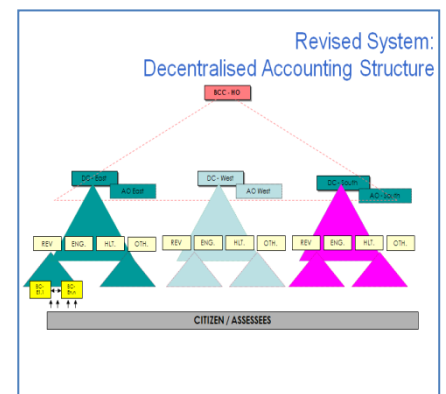 Revised System:
Decentralised Accounting Structure
BCC - HO
DC - East
AO East
DC - West
AO West
DC - South
AO - South
REV ENG. HLT. OTH.
REV ENG. HLT. OTH.
REV ENG. HLT. OTH.
CITIZEN / ASSESSEES